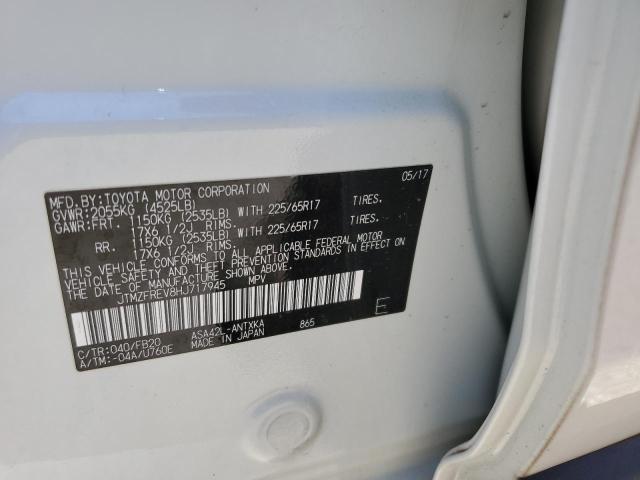 MFD.BY:TOYOTA MOTOR CORPORATION 05/17
GVWR:2055KG (4525LB)
GAWR:FRT. 1150KG (2535LB) WITH 225/65R17 TIRES.
17X6 1/2J RIMS.
RR. 1150KG (2535LB) WITH 225/65R17 TIRES.
17X6 1/2J RIMS.
THIS VEHICLE CONFORMS TO ALL APPLICABLE FEDERAL MOTOR
VEHICLE SAFETY AND THEFT PREVENTION STANDARDS IN EFFECT ON
THE DATE OF MANUFACTURE SHOWN ABOVE.
JTMZFREV8HJ717945 MPV
E
C/TR:040/FB20 ASA42L-ANTXKA 865
A/TM:-04A/U760E MADE IN JAPAN